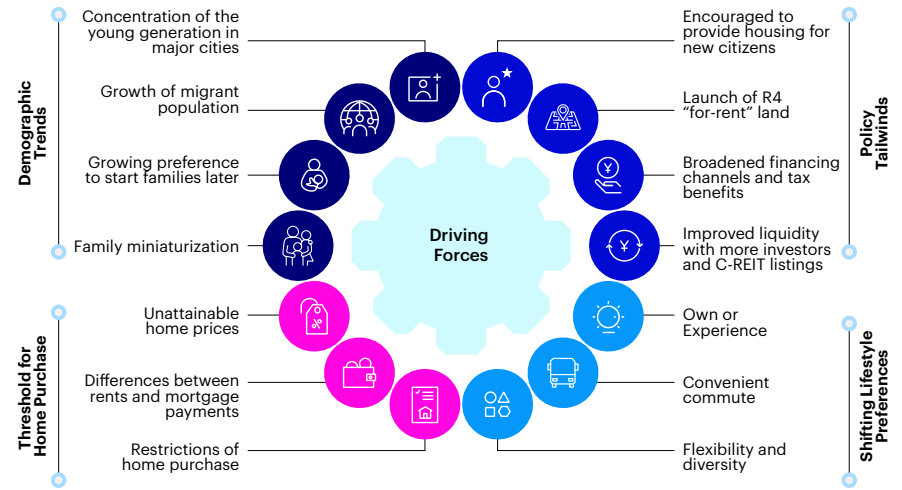 Demographic
Trends
Concentration of the
young generation in
major cities
Growth of migrant
population
Growing preference
to start families later
Family miniaturization
Threshold for
Home Purchase
Unattainable
home prices
Differences between
rents and mortgage
payments
Restrictions of
home purchase
Driving
Forces
Encouraged to
provide housing for
new citizens
Launch of R4
“for-rent” land
Broadened financing
channels and tax
benefits
Improved liquidity
with more investors
and C-REIT listings
Policy
Tailwinds
Own or
Experience
Convenient
commute
Flexibility and
diversity
Shifting Lifestyle
Preferences
¥
¥
%